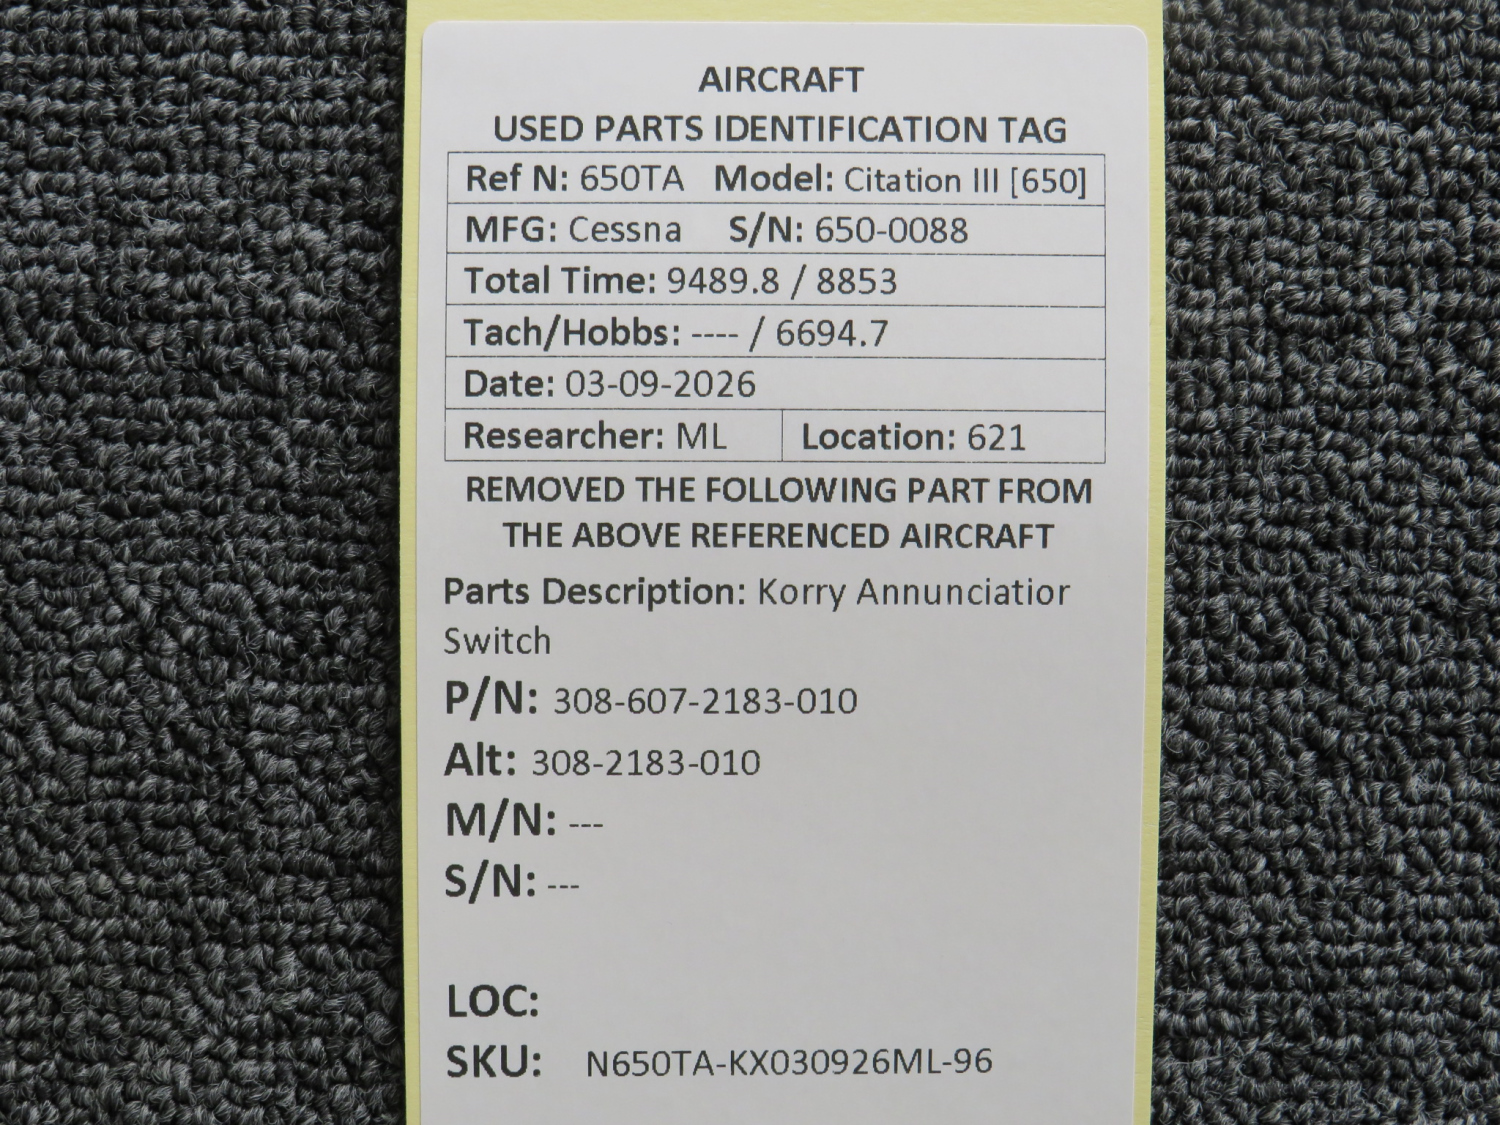 AIRCRAFT
USED PARTS IDENTIFICATION TAG
Ref N: 650TA Model: Citation III [650]
MFG: Cessna S/N: 650-0088
Total Time: 9489.8 / 8853
Tach/Hobbs: ---- / 6694.7
Date: 03-09-2026
Researcher: ML Location: 621
REMOVED THE FOLLOWING PART FROM
THE ABOVE REFERENCED AIRCRAFT
Parts Description: Korry Annunciatior
Switch
P/N: 308-607-2183-010
Alt: 308-2183-010
M/N: ---
S/N: ---
LOC:
SKU: N650TA-KX030926ML-96